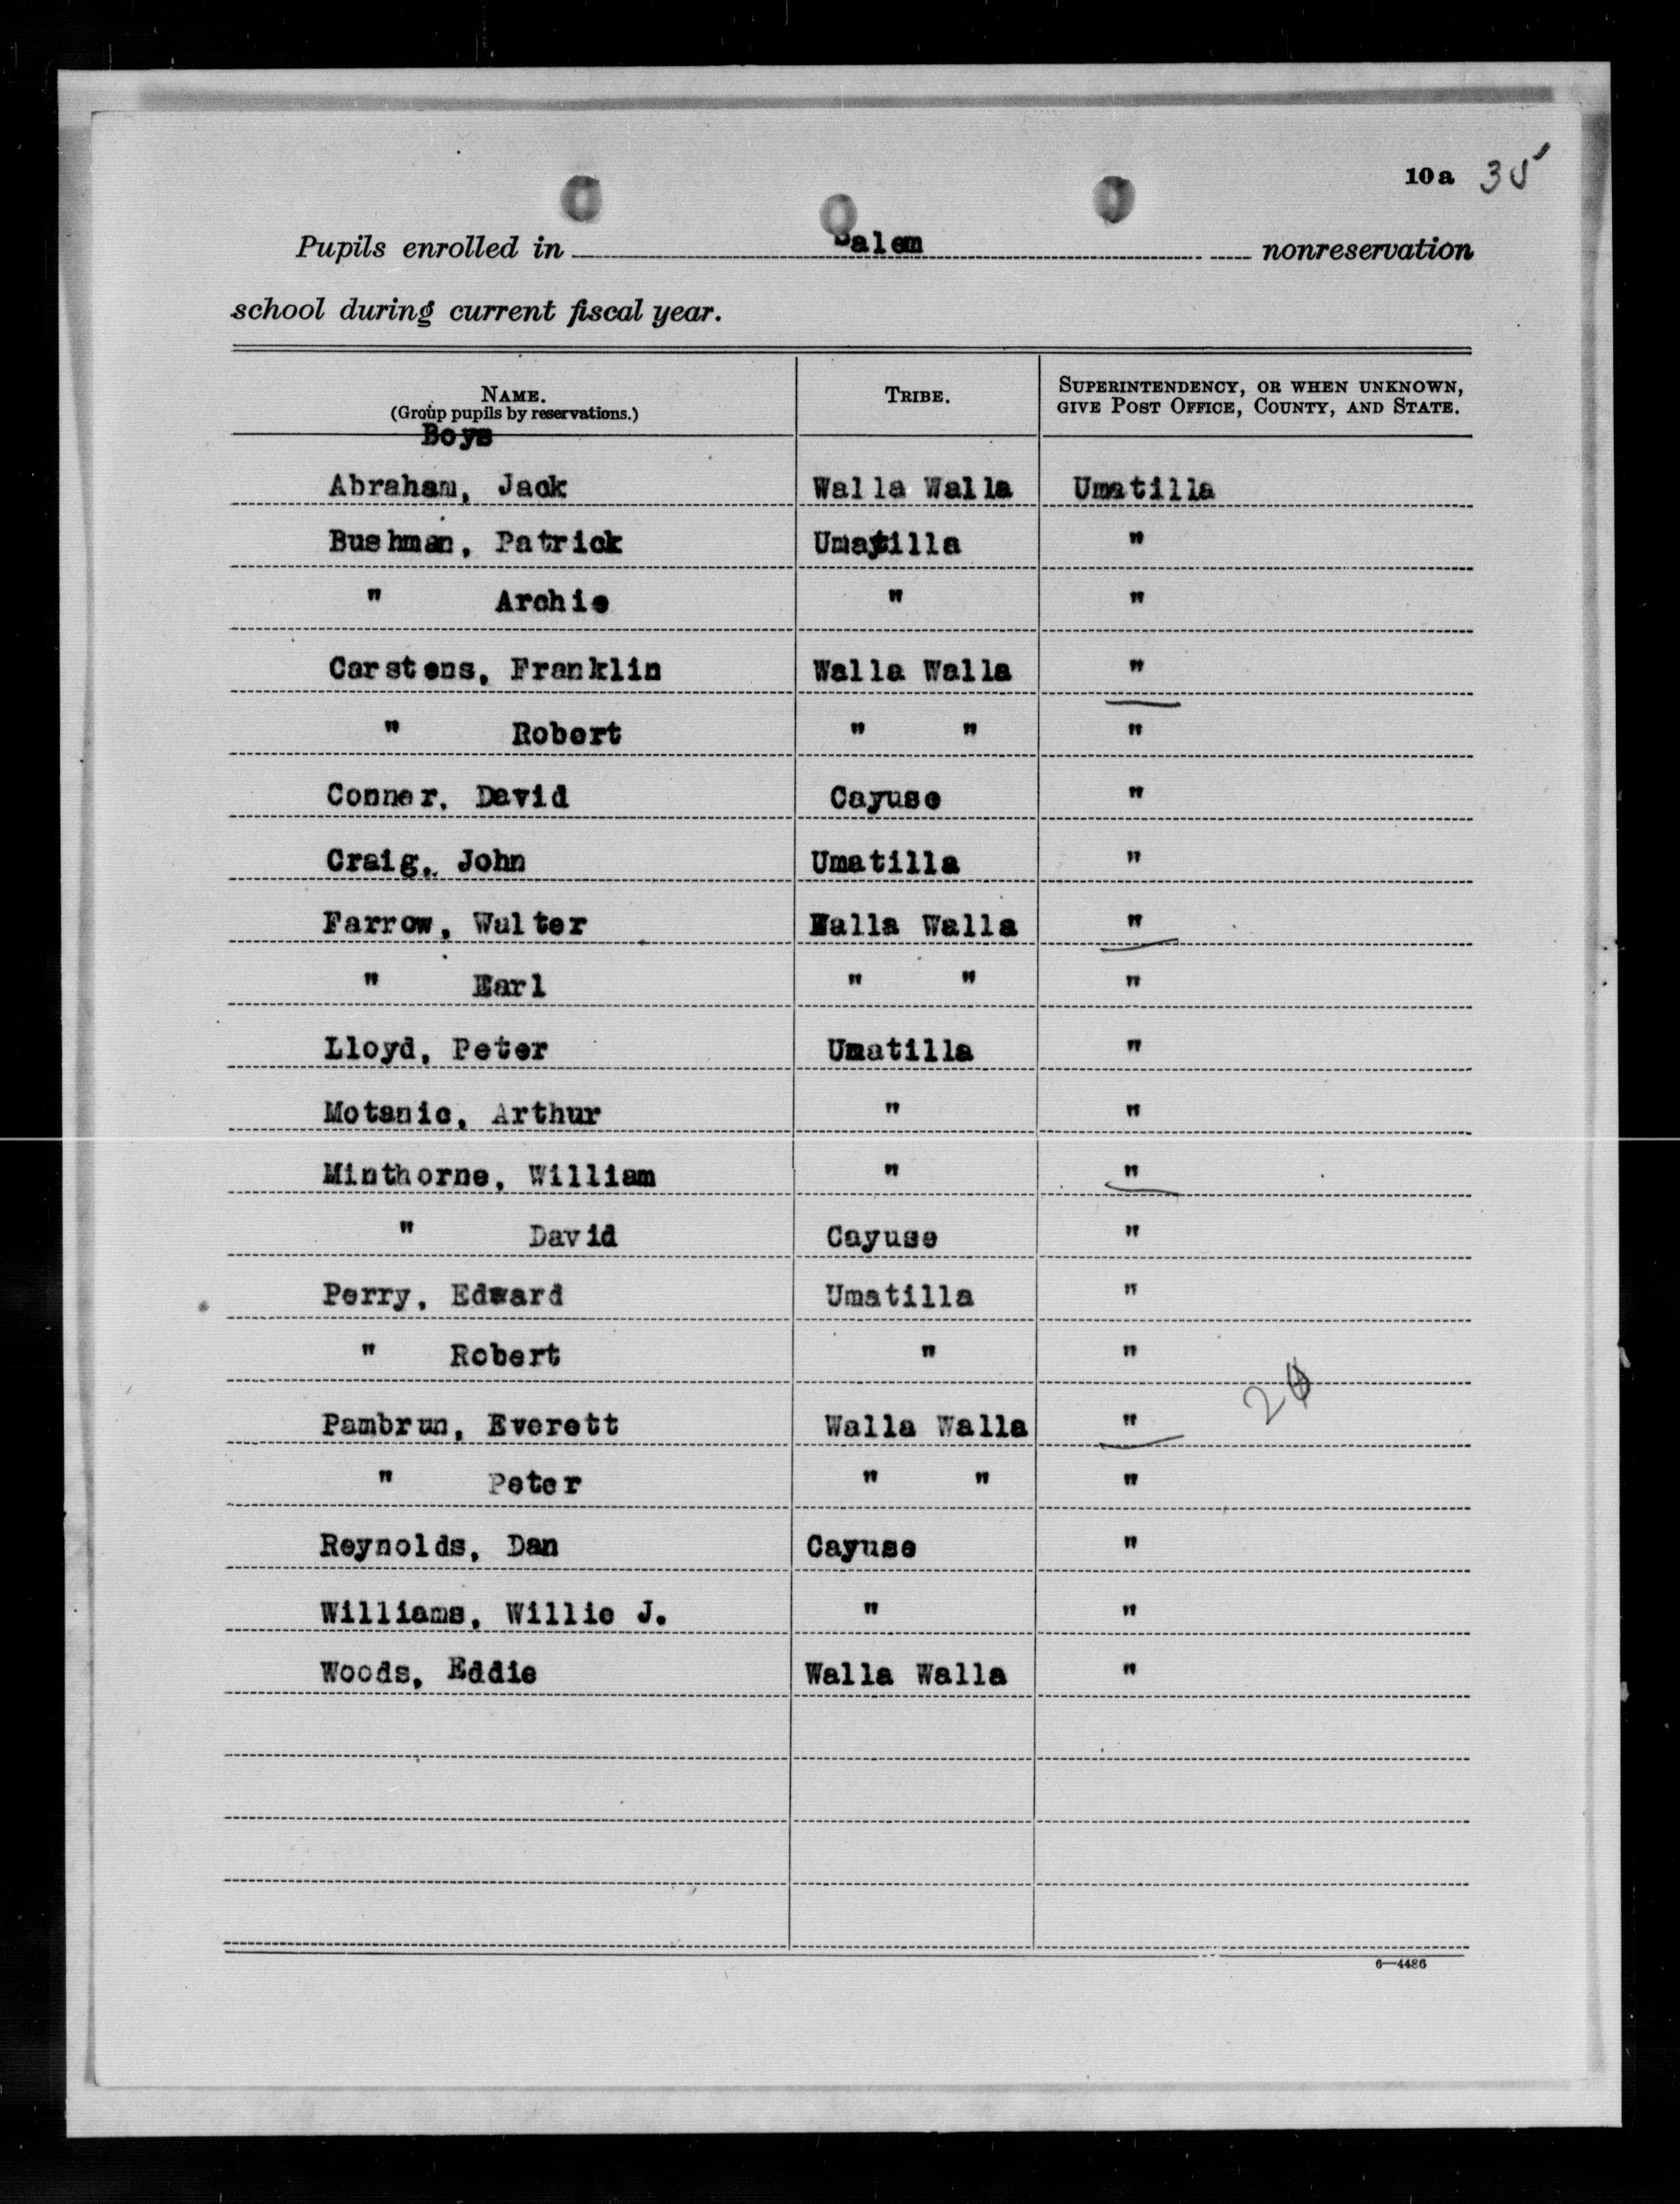 10a 35
Pupils enrolled in Salem nonreservation
school during current fiscal year.
NAME. TRIBE. SUPERINTENDENCY, OR WHEN UNKNOWN,
(Group pupils by reservations.) GIVE POST OFFICE, COUNTY, AND STATE.
Boys
Abraham, Jack Walla Walla Umatilla
Bushman, Patrick Umatilla "
" Archie " "
Carstens, Franklin Walla Walla "
" Robert " " "
Conner, David Cayuse "
Craig, John Umatilla "
Farrow, Walter Walla Walla "
" Earl " " "
Lloyd, Peter Umatilla "
Motanic, Arthur " "
Minthorne, William " "
" David Cayuse "
Perry, Edward Umatilla "
" Robert " "
Pambrun, Everett Walla Walla "
" Peter " " "
Reynolds, Dan Cayuse "
Williams, Willie J. " "
Woods, Eddie Walla Walla "
6—4486